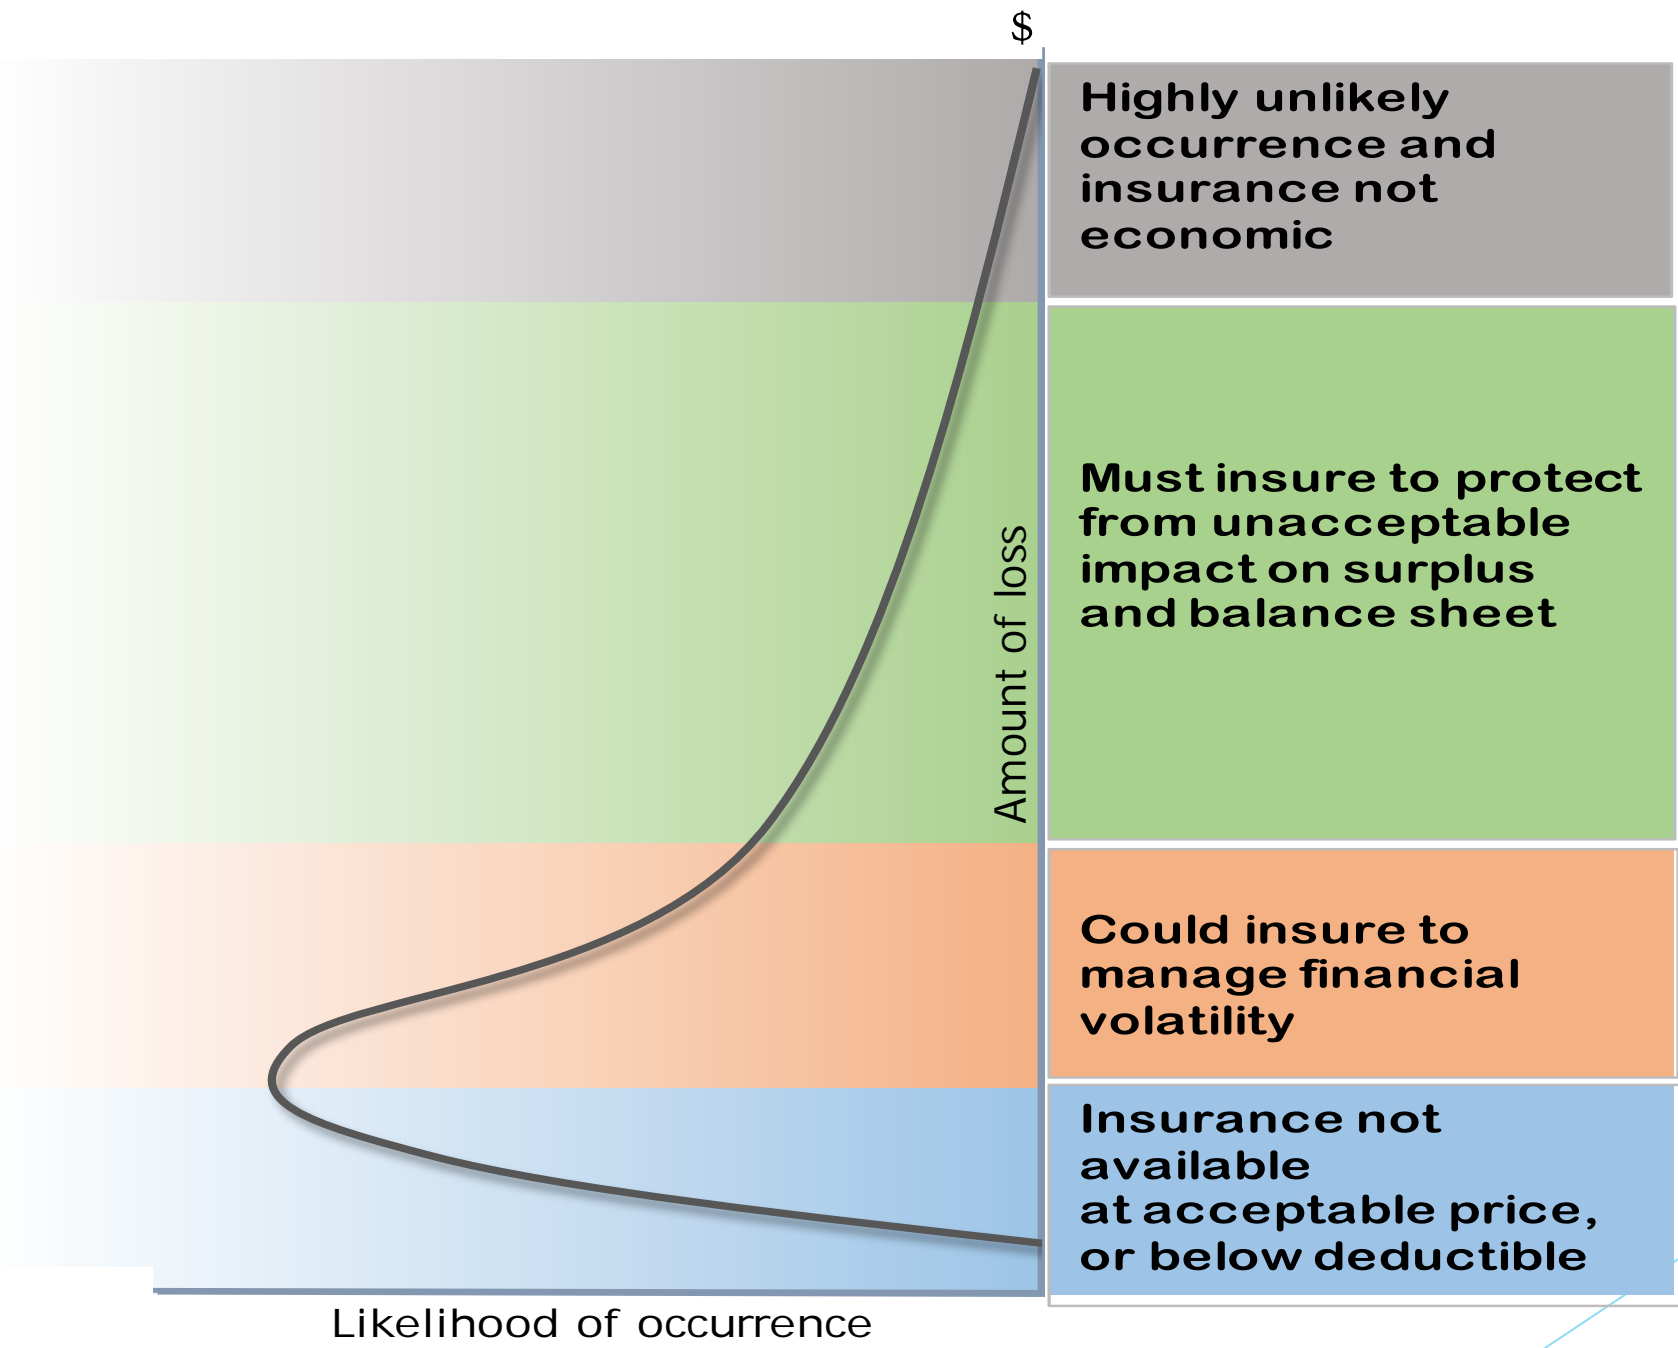 $
Highly unlikely
occurrence and
insurance not
economic
Must insure to protect
from unacceptable
impact on surplus
and balance sheet
Amount of loss
Could insure to
manage financial
volatility
Insurance not
available
at acceptable price,
or below deductible
Likelihood of occurrence